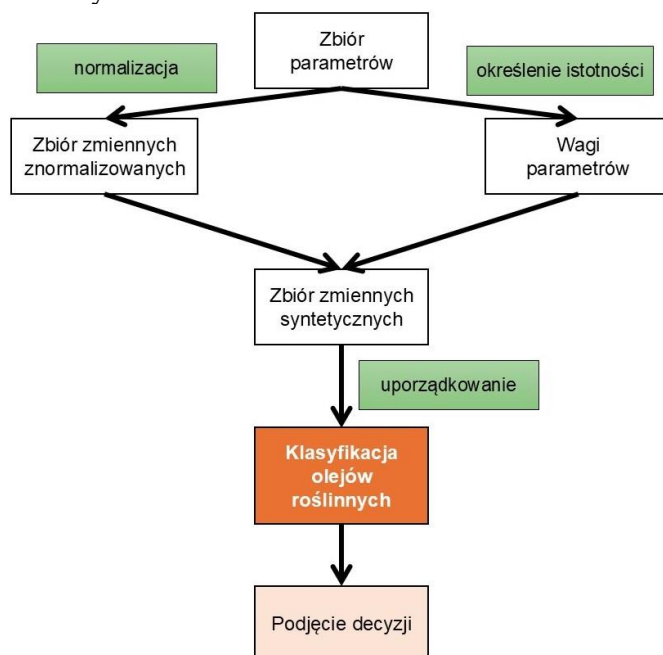 Zbiór
parametrów
normalizacja
określenie istotności
Zbiór zmiennych
znormalizowanych
Wagi
parametrów
Zbiór zmiennych
syntetycznych
uporządkowanie
Klasyfikacja
olejów
roślinnych
Podjęcie decyzji